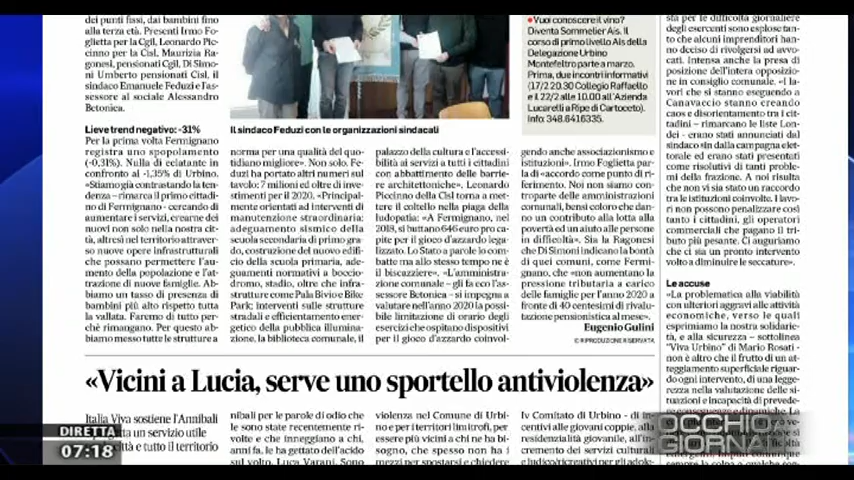 dei punti fasi, dai bambini fino
alla terza età. Presenti Irmo Fo-
glietta per la Cgil, Leonardo Pic-
cinno per la Cisl, Maurizia Ra-
gonesi, pensionati Cgil, Di Simo-
ni Umberto pensionati Cisl, il
sindaco Emanuele Feduzi e l'as-
sessore al sociale Alessandro
Betonica.
Lieve trend negativo: -31%
Per la prima volta Fermignano
registra uno spopolamento
(-0,31%). Nulla di eclatante in
confronto al -1,35% di Urbino.
«Stiamo già contrastando la ten-
denza – rimarca il primo cittadi-
no di Fermignano - cercando di
aumentare i servizi, crearne dei
nuovi non solo nella nostra cit-
tà, altresì nel territorio attraver-
so nuove opere infrastrutturali
che possano permettere l'au-
mento della popolazione e l'at-
trazione di nuove famiglie. Ab-
biamo un tasso di presenza di
bambini più alto rispetto tutta
la vallata. Faremo di tutto per-
chè rimangano. Per questo ab-
biamo messo tutte le strutture a
Il sindaco Feduzi con le organizzazioni sindacali
norma per una qualità del quo-
tidiano migliore». Non solo. Fe-
duzi ha portato altri numeri sul
tavolo: 7 milioni ed oltre di inve-
stimenti per il 2020. «Principal-
mente orientati ad interventi di
manutenzione straordinaria:
adeguamento sismico della
scuola secondaria di primo gra-
do, costruzione del nuovo edifi-
cio della scuola primaria, ade-
guamenti normativi a boccio-
dromo, stadio, oltre che infra-
strutture come Pala Bivio e Bike
Park; interventi sulle strutture
stradali e efficientamento ener-
getico della pubblica illumina-
zione, la biblioteca comunale, il
palazzo della cultura e l'accessi-
bilità ai servizi a tutti i cittadini
con abbattimento delle barrie-
re architettoniche». Leonardo
Piccinno della Cisl torna a met-
tere il coltello nella piaga della
ludopatia: «A Fermignano, nel
2018, si buttano 646 euro pro ca-
pite per il gioco d'azzardo lega-
lizzato. Lo Stato a parole lo com-
batte ma allo stesso tempo ne è
il biscazziere». «L'amministra-
zione comunale – gli fa eco l'as-
sessore Betonica – si impegna a
valutare nell'anno 2020 la possi-
bile limitazione di orario degli
esercizi che ospitano dispositivi
per il gioco d'azzardo coinvol-
gendo anche associazionismo e
istituzioni». Irmo Foglietta par-
la di «accordo come punto di ri-
ferimento. Noi non siamo con-
troparte delle amministrazioni
comunali, bensì coloro che dan-
no un contributo alla lotta alla
povertà ed un aiuto alle persone
in difficoltà». Sia la Ragonesi
che Di Simoni indicano la bontà
di quei comuni, come Fermi-
gnano, che «non aumentano la
pressione tributaria a carico
delle famiglie per l'anno 2020 a
fronte di 40 centesimi di rivalu-
tazione pensionistica al mese».
Eugenio Gulini
© RIPRODUZIONE RISERVATA
• Vuoi conoscere il vino?
Diventa Sommelier Ais. Il
corso di primo livello Ais della
Delegazione Urbino
Montefeltro parte a marzo.
Prima, due incontri informativi
(17/2 20.30 Collegio Raffaello
e il 22/2 alle 10.00 all'Azienda
Lucarelli a Ripe di Cartoceto).
Info: 348.6416335.
sta per le difficoltà giornaliere
degli esercenti sono esplose tan-
to che alcuni imprenditori han-
no deciso di rivolgersi ad avvo-
cati. Intensa anche la presa di
posizione dell'intera opposizio-
ne in consiglio comunale. «I la-
vori che si stanno eseguendo a
Canavaccio stanno creando
caos e disorientamento tra i cit-
tadini – rimarcano le liste Lon-
dei - erano stati annunciati dal
sindaco sin dalla campagna elet-
torale ed erano stati presentati
come risolutivi di tanti proble-
mi della frazione. A noi risulta
che non vi sia stato un raccordo
tra le istituzioni coinvolte. I lavo-
ri non possono penalizzare così
tanto i cittadini, gli operatori
commerciali che pagano il tri-
buto più pesante. Ci auguriamo
che ci sia un pronto intervento
volto a diminuire le seccature».
Le accuse
«La problematica alla viabilità
con ulteriori aggravi alle attività
economiche, verso le quali
esprimiamo la nostra solidarie-
tà, e alla sicurezza – sottolinea
"Viva Urbino" di Mario Rosati -
non è altro che il frutto di un at-
teggiamento superficiale riguar-
do ogni intervento, di una legge-
rezza nella valutazione delle si-
tuazioni e incapacità di prevede-
«Vicini a Lucia, serve uno sportello antiviolenza»
Italia Viva sostiene l'Annibali
un servizio utile
città e tutto il territorio
nibali per le parole di odio che
le sono state recentemente ri-
volte e che inneggiano a chi,
anni fa, le ha gettato dell'acido
sul volto, Luca Varani. Sono
violenza nel Comune di Urbi-
no e per i territori limitrofi, per
essere più vicini a chi ne ha bi-
sogno, che spesso non ha i
mezzi per spostarsi e chiedere
Iv Comitato di Urbino - di in-
centivi alle giovani coppie, alla
residenzialità giovanile, all'in-
cremento dei servizi culturali
e ludico/ricreativi per gli adole-
DIRETTA
07:18
OCCHIO
GIORNA